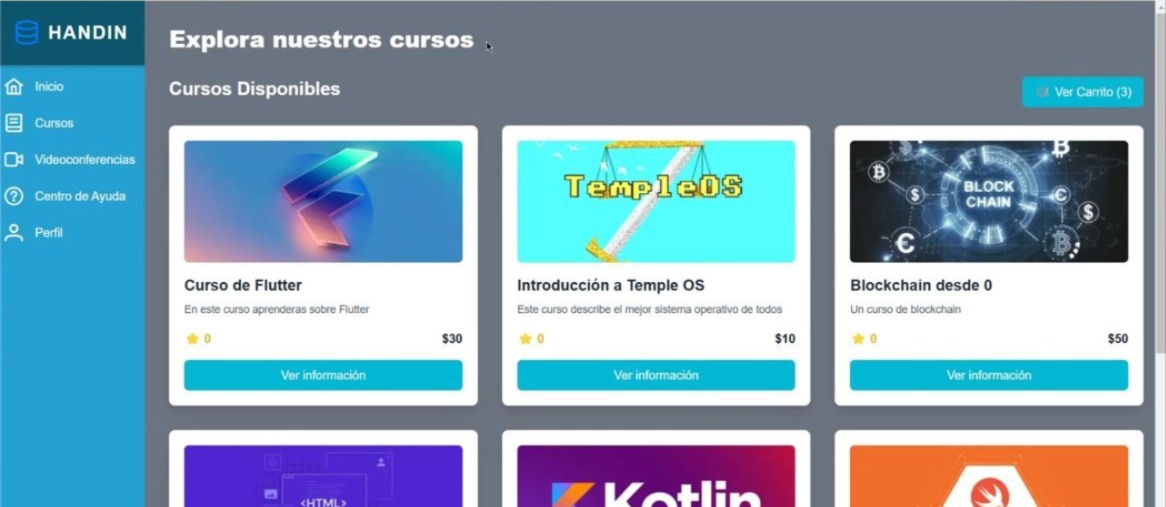 HANDIN
Inicio
Cursos
Videoconferencias
Centro de Ayuda
Perfil
Explora nuestros cursos
Cursos Disponibles
Ver Carrito (3)
TempleOS
BLOCK
CHAIN
Curso de Flutter
En este curso aprenderas sobre Flutter
0
$30
Ver información
Introducción a Temple OS
Este curso describe el mejor sistema operativo de todos
0
$10
Ver información
Blockchain desde 0
Un curso de blockchain
0
$50
Ver información
<HTML>
Kotlin